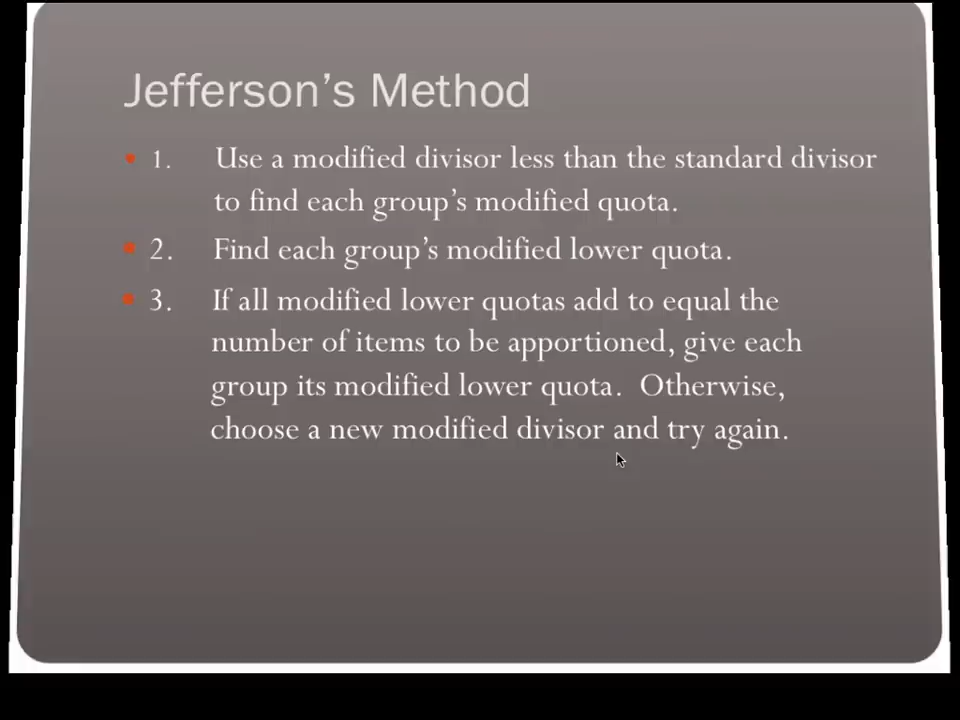 Jefferson's Method
1. Use a modified divisor less than the standard divisor
to find each group's modified quota.
2. Find each group's modified lower quota.
3. If all modified lower quotas add to equal the
number of items to be apportioned, give each
group its modified lower quota. Otherwise,
choose a new modified divisor and try again.